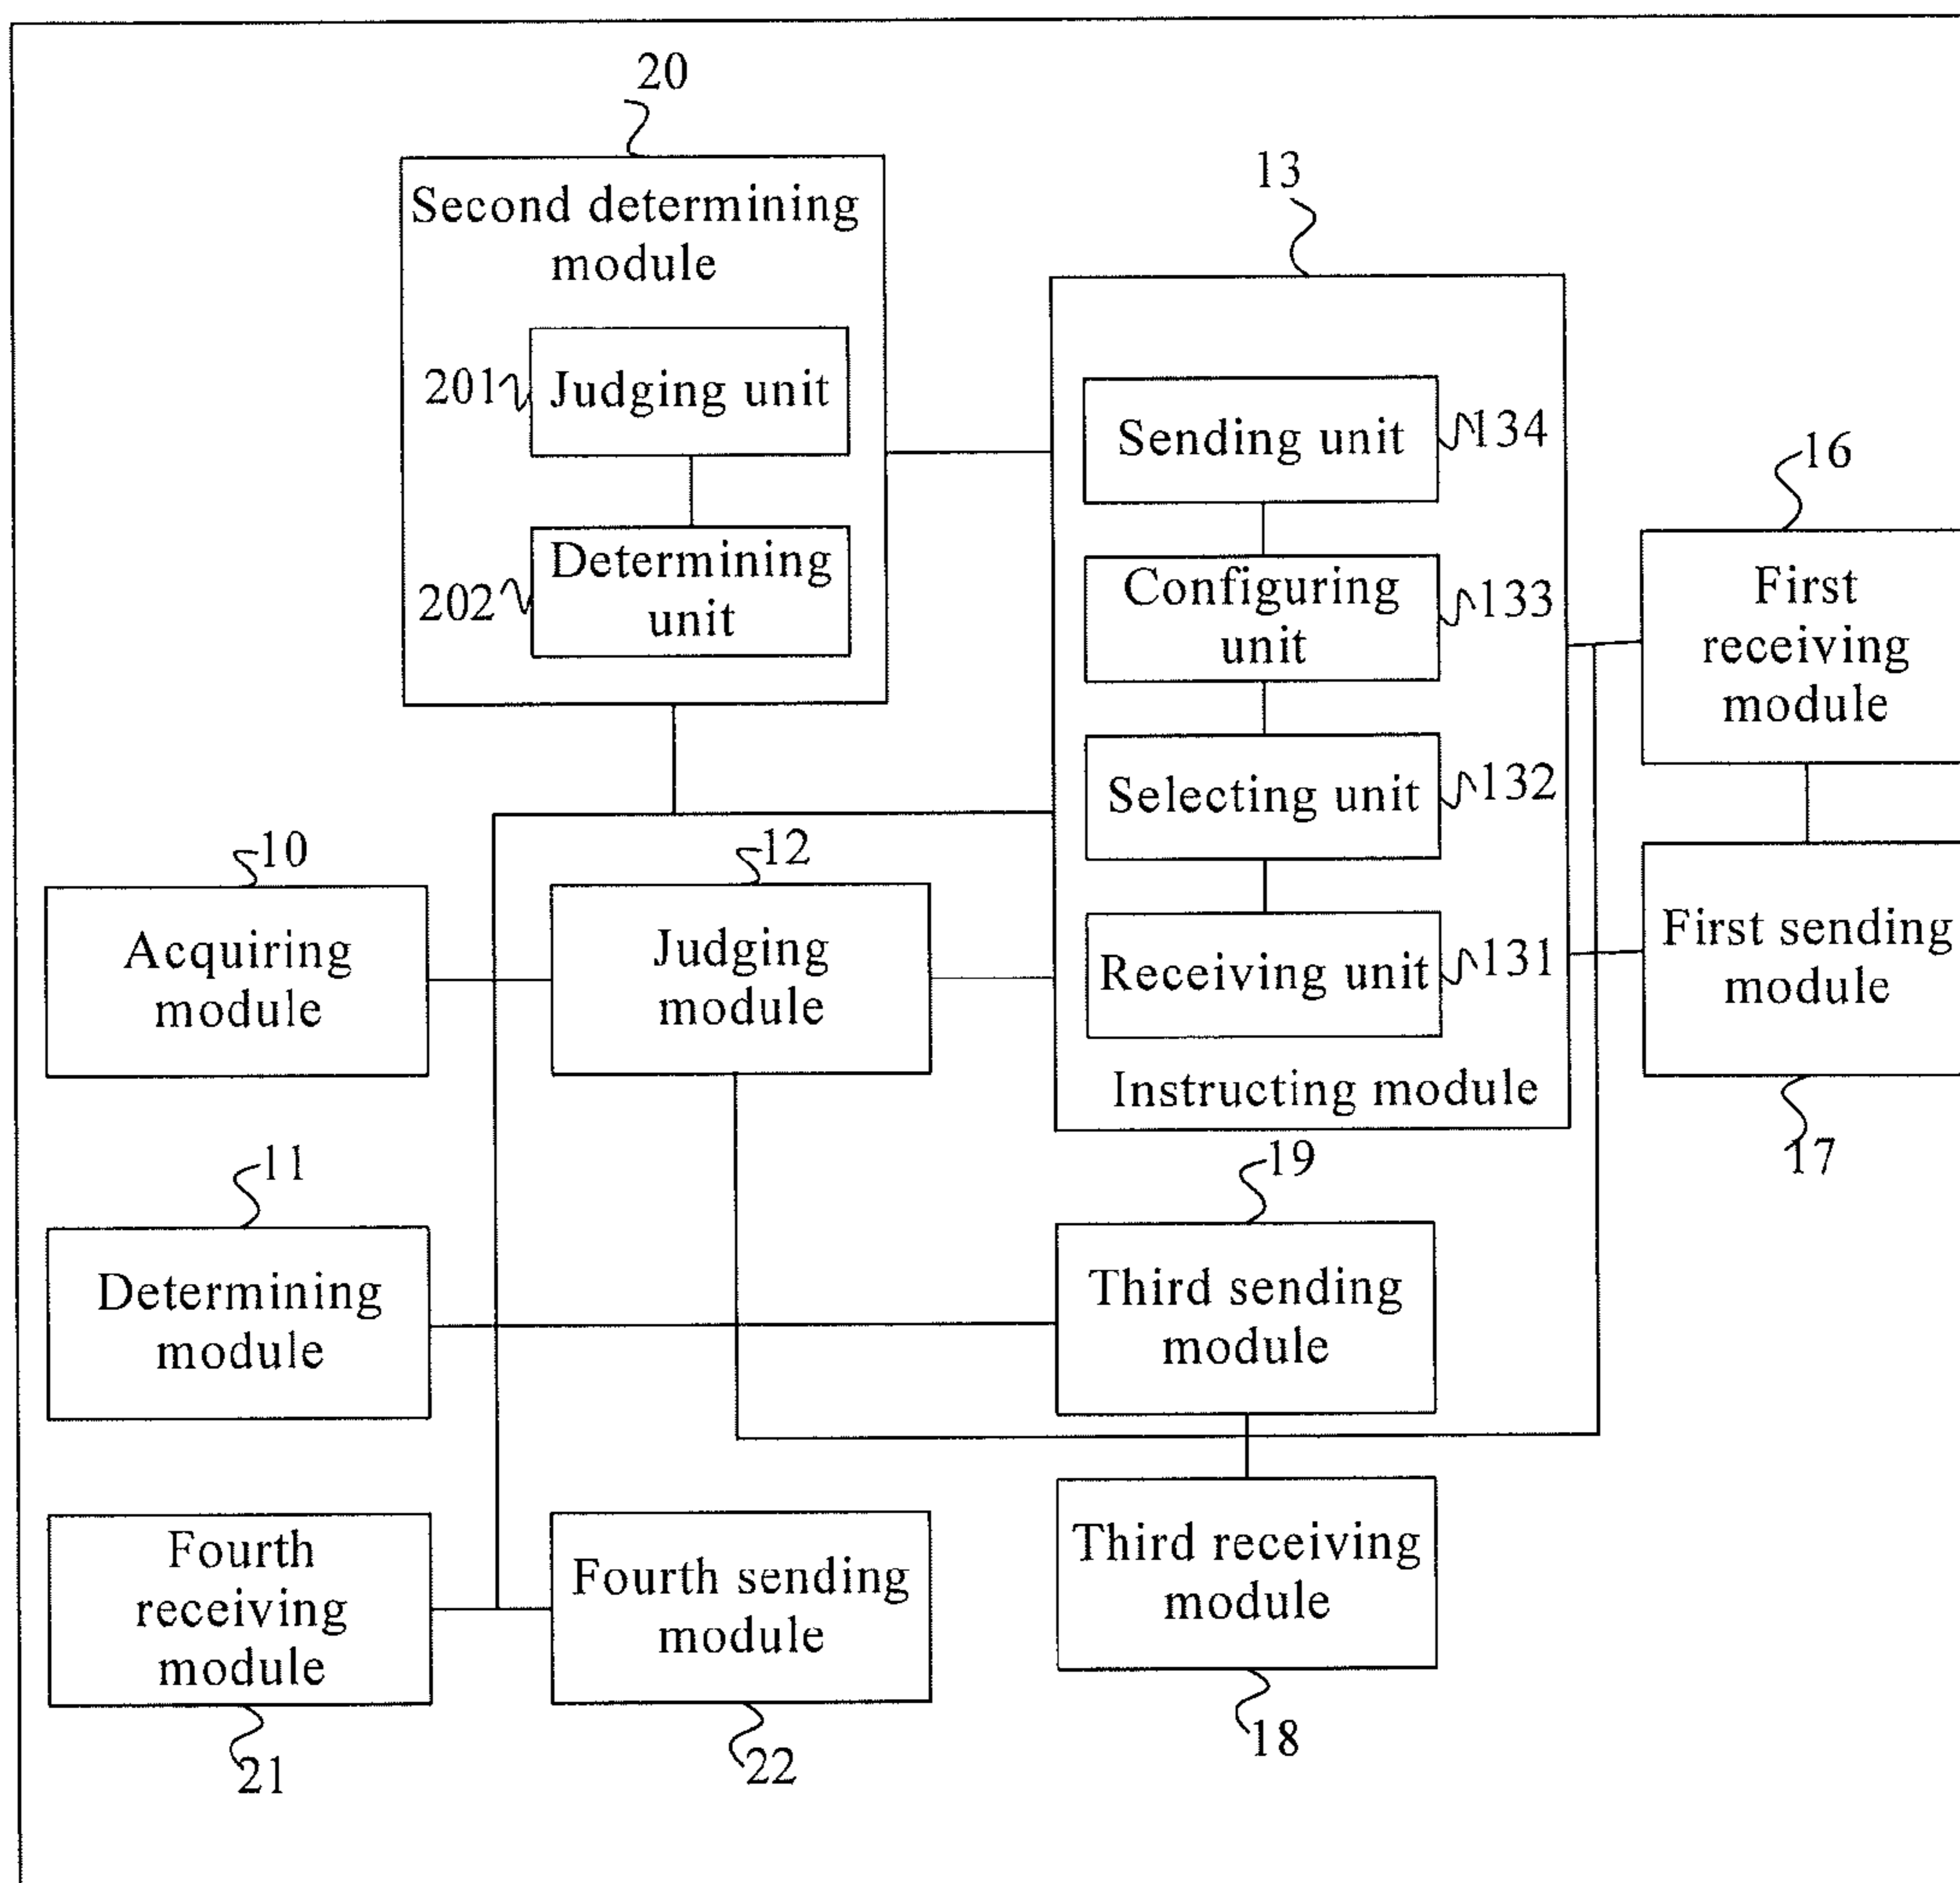 20
Second determining
module
201
Judging unit
202
Determining
unit
13
Sending unit
134
Configuring
unit
133
Selecting unit
132
Receiving unit
131
Instructing module
16
First
receiving
module
First sending
module
17
10
Acquiring
module
12
Judging
module
11
Determining
module
19
Third sending
module
Fourth
receiving
module
21
Fourth sending
module
22
Third receiving
module
18